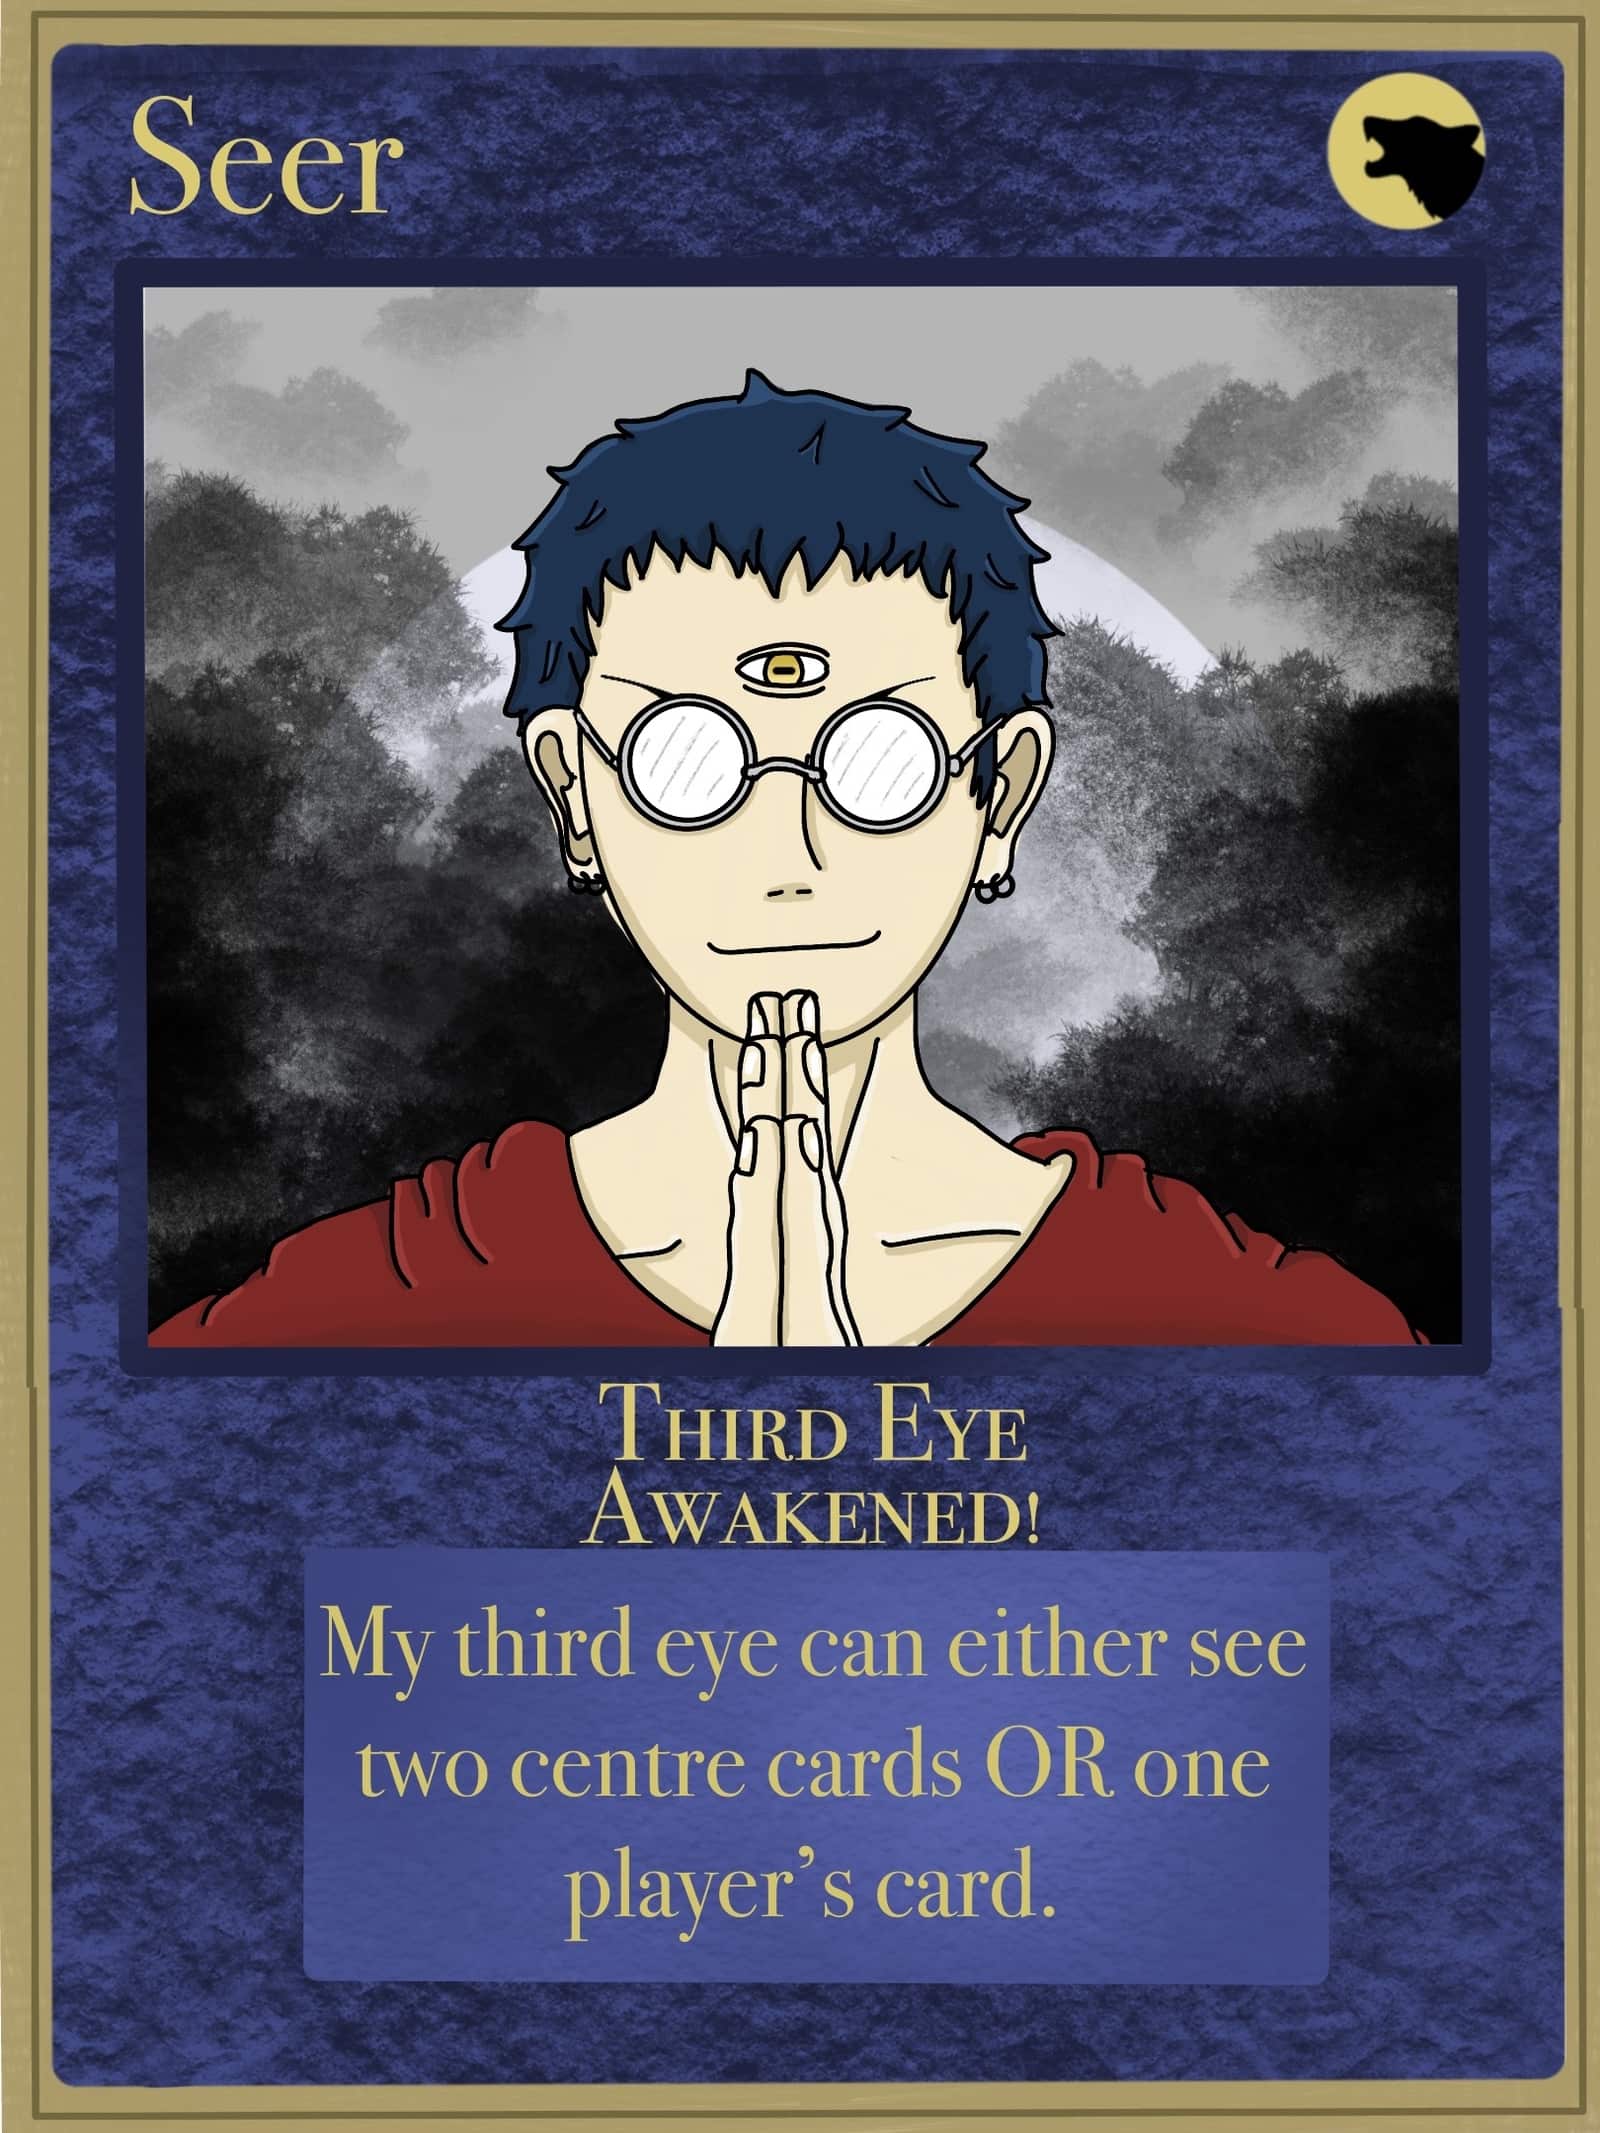 Seer
Third Eye
Awakened!
My third eye can either see
two centre cards OR one
player’s card.